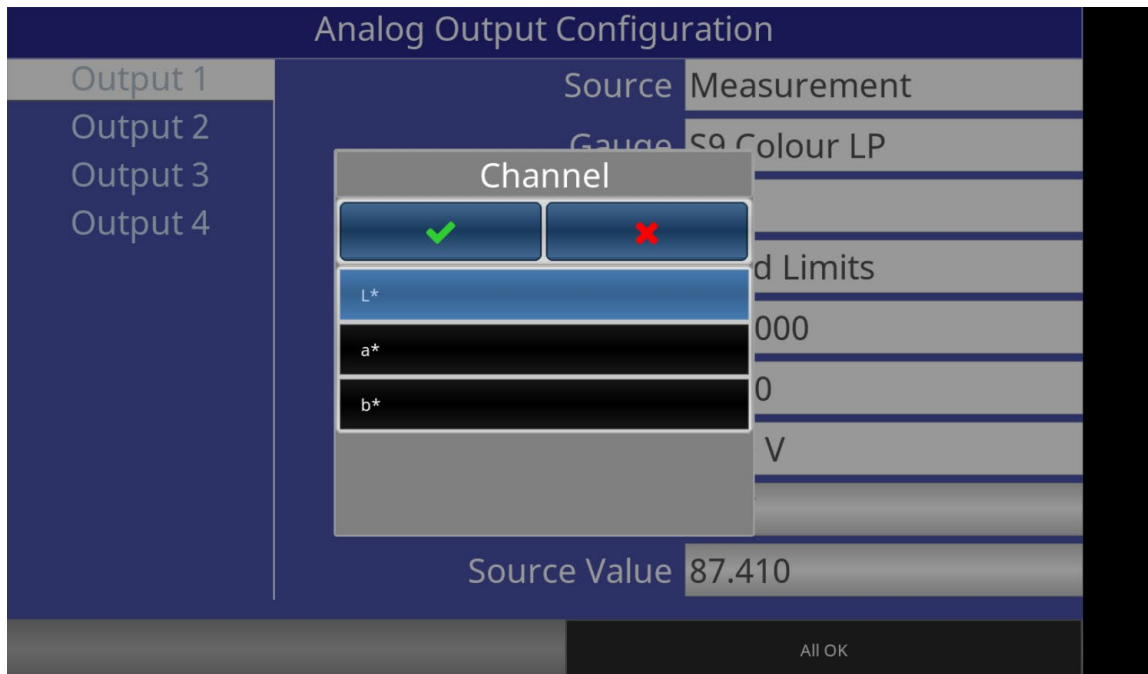 Analog Output Configuration
Output 1
Output 2
Output 3
Output 4
Source Measurement
Gauge S9 Colour LP
Channel
L*
a*
b*
d Limits
000
0
V
Source Value 87.410
All OK